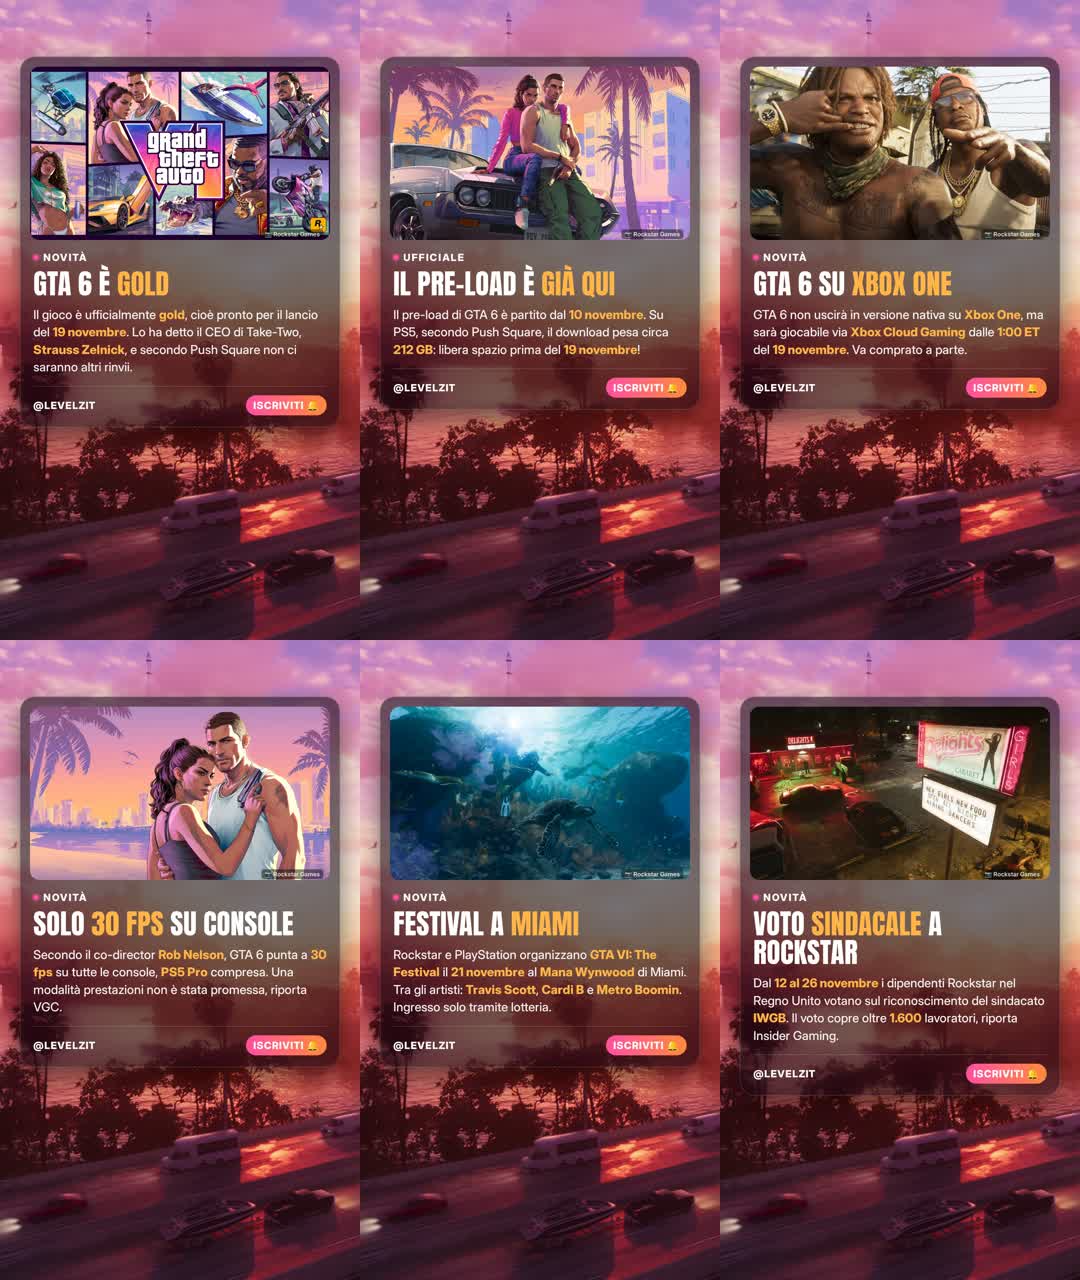 grand
theft
auto
R
Rockstar Games
NOVITÀ
GTA 6 È GOLD
Il gioco è ufficialmente gold, cioè pronto per il lancio
del 19 novembre. Lo ha detto il CEO di Take-Two,
Strauss Zelnick, e secondo Push Square non ci
saranno altri rinvii.
@LEVELZIT
ISCRIVITI 🔔
Rockstar Games
UFFICIALE
IL PRE-LOAD È GIÀ QUI
Il pre-load di GTA 6 è partito dal 10 novembre. Su
PS5, secondo Push Square, il download pesa circa
212 GB: libera spazio prima del 19 novembre!
@LEVELZIT
ISCRIVITI 🔔
Rockstar Games
NOVITÀ
GTA 6 SU XBOX ONE
GTA 6 non uscirà in versione nativa su Xbox One, ma
sarà giocabile via Xbox Cloud Gaming dalle 1:00 ET
del 19 novembre. Va comprato a parte.
@LEVELZIT
ISCRIVITI 🔔
Rockstar Games
NOVITÀ
SOLO 30 FPS SU CONSOLE
Secondo il co-director Rob Nelson, GTA 6 punta a 30
fps su tutte le console, PS5 Pro compresa. Una
modalità prestazioni non è stata promessa, riporta
VGC.
@LEVELZIT
ISCRIVITI 🔔
Rockstar Games
NOVITÀ
FESTIVAL A MIAMI
Rockstar e PlayStation organizzano GTA VI: The
Festival il 21 novembre al Mana Wynwood di Miami.
Tra gli artisti: Travis Scott, Cardi B e Metro Boomin.
Ingresso solo tramite lotteria.
@LEVELZIT
ISCRIVITI 🔔
DELIGHTS
Delights
CABARET
GIRLS
NEW GIRLS NEW FOOD
OPEN ALL NIGHT
HIRING DANCERS
Rockstar Games
NOVITÀ
VOTO SINDACALE A
ROCKSTAR
Dal 12 al 26 novembre i dipendenti Rockstar nel
Regno Unito votano sul riconoscimento del sindacato
IWGB. Il voto copre oltre 1.600 lavoratori, riporta
Insider Gaming.
@LEVELZIT
ISCRIVITI 🔔